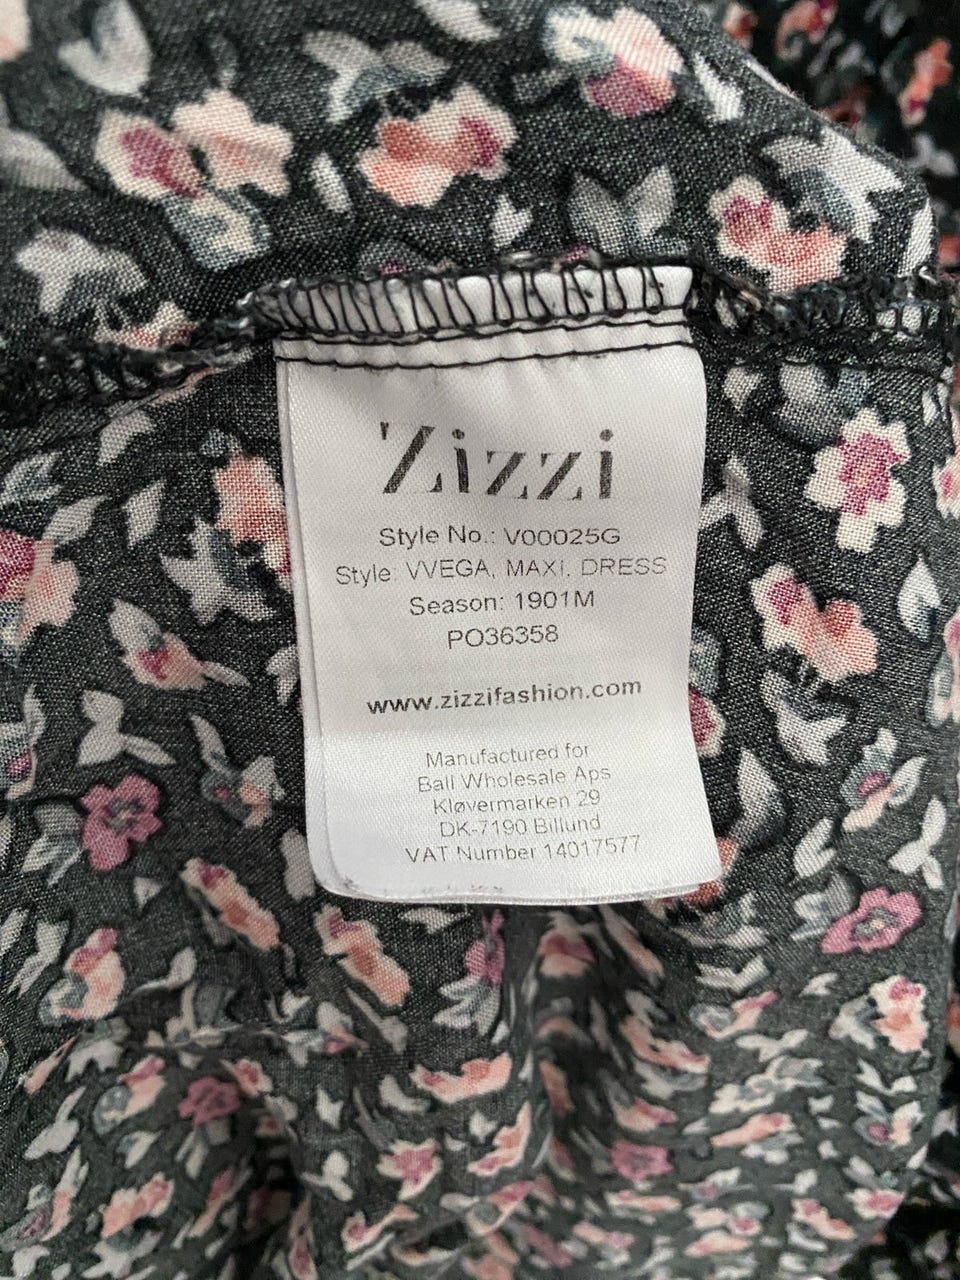 Zizzi
Style No.: V00025G
Style: VVEGA, MAXI, DRESS
Season: 1901M
PO36358
www.zizzifashion.com
Manufactured for
Ball Wholesale Aps
Kløvermarken 29
DK-7190 Billund
VAT Number 14017577